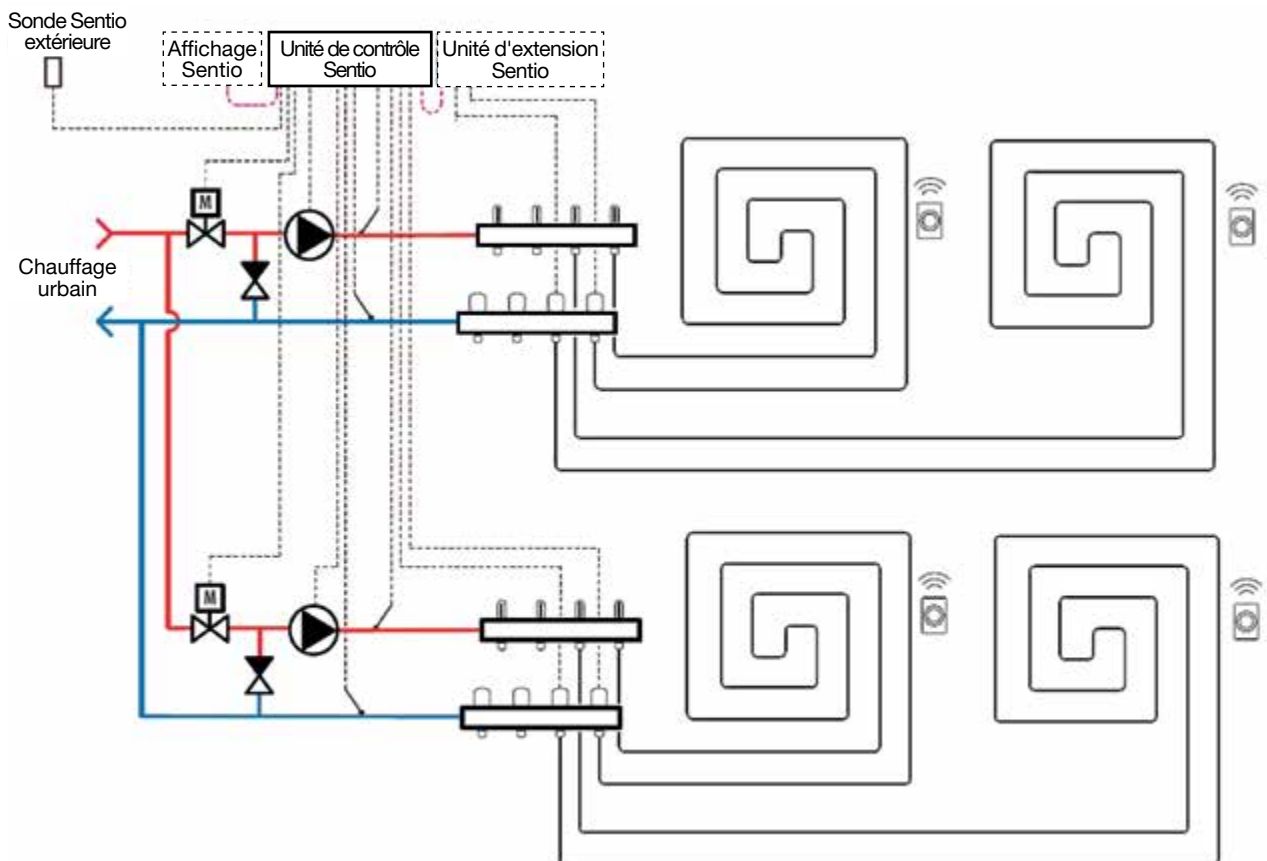 Sonde Sentio
extérieure
Affichage
Sentio
Unité de contrôle
Sentio
Unité d'extension
Sentio
M
Chauffage
urbain
M